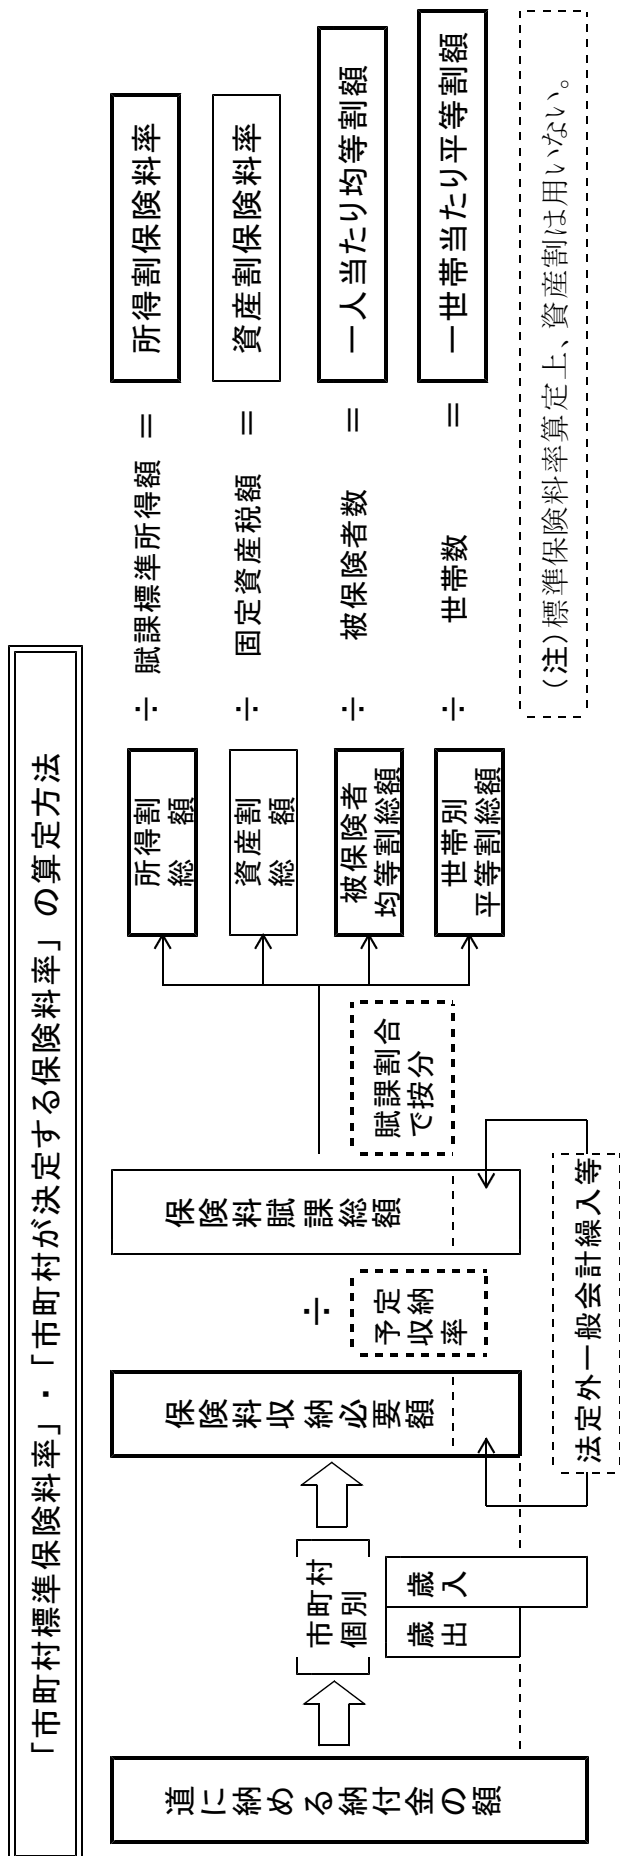 「市町村標準保険料率」・「市町村が決定する保険料率」の算定方法
道に納める納付金の額
市町村
個別
歳出
歳入
保険料収納必要額
÷
予定
収納
率
保険料賦課総額
法定外一般会計繰入等
賦課割合
で按分
所得割
総　額
÷
賦課標準所得額
＝
所得割保険料率
資産割
総　額
÷
固定資産税額
＝
資産割保険料率
被保険者
均等割総額
÷
被保険者数
＝
一人当たり均等割額
世帯別
平等割総額
÷
世帯数
＝
一世帯当たり平等割額
(注)標準保険料率算定上、資産割は用いない。